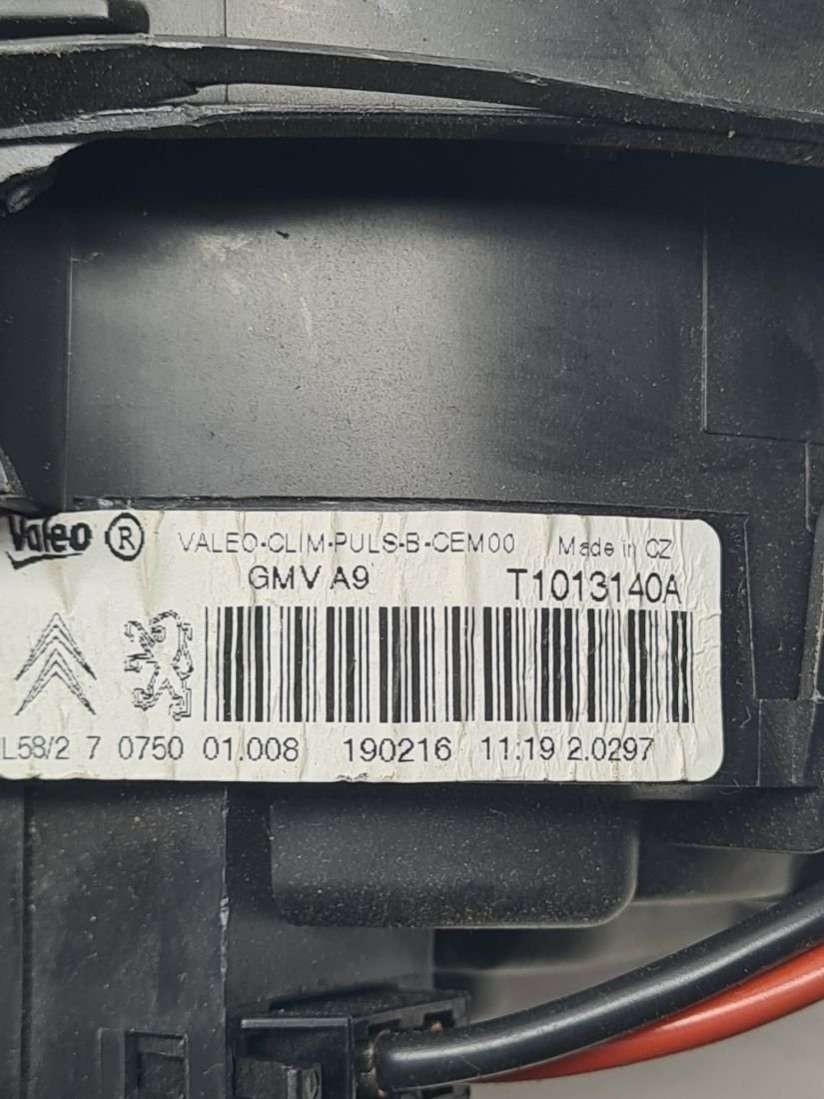 Valeo ® VALEO-CLIM-PULS-B-CEM00 Made in CZ
GMV A9 T1013140A
L58/2 7 0750 01.008 190216 11:19 2.0297